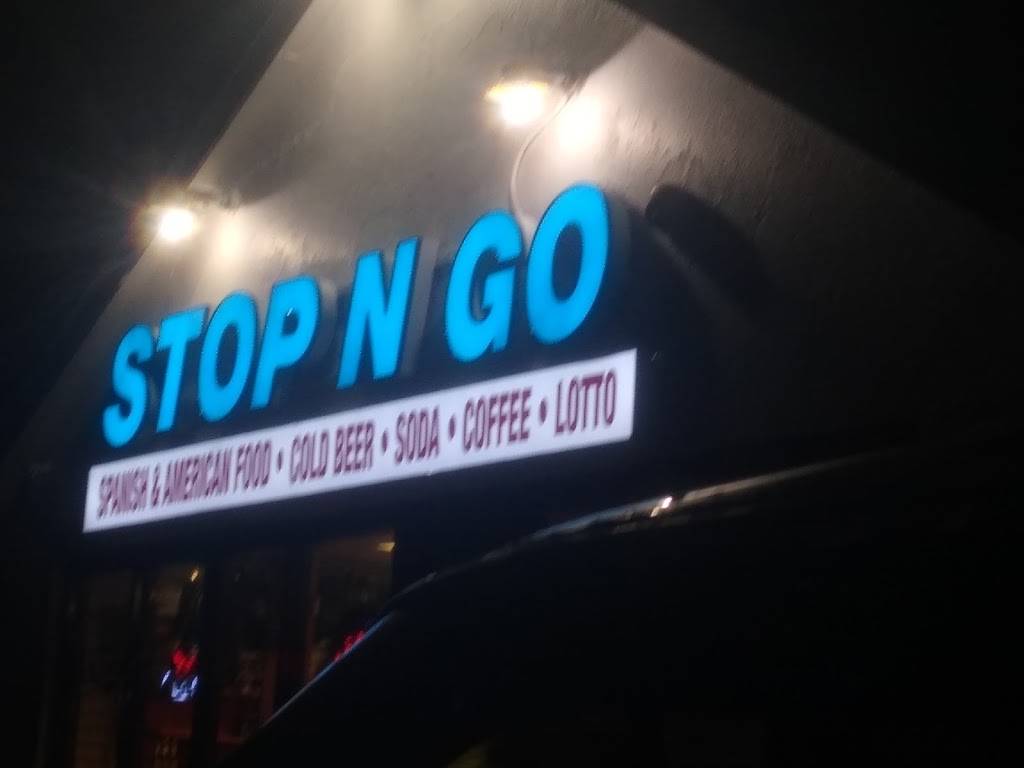 STOP N GO
SPANISH & AMERICAN FOOD • COLD BEER • SODA • COFFEE • LOTTO